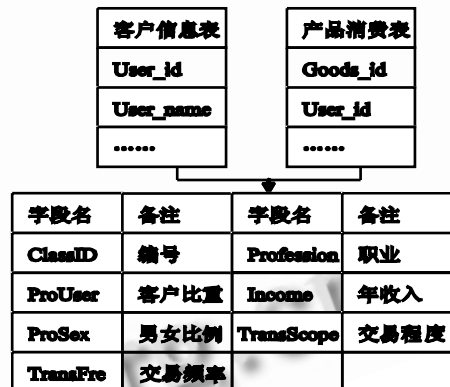 客户信息表
User_id
User_name
……
产品消费表
Goods_id
User_id
……
字段名 备注 字段名 备注
ClassID 编号 Profession 职业
ProUser 客户比重 Income 年收入
ProSex 男女比例 TransScope 交易程度
TransFre 交易频率